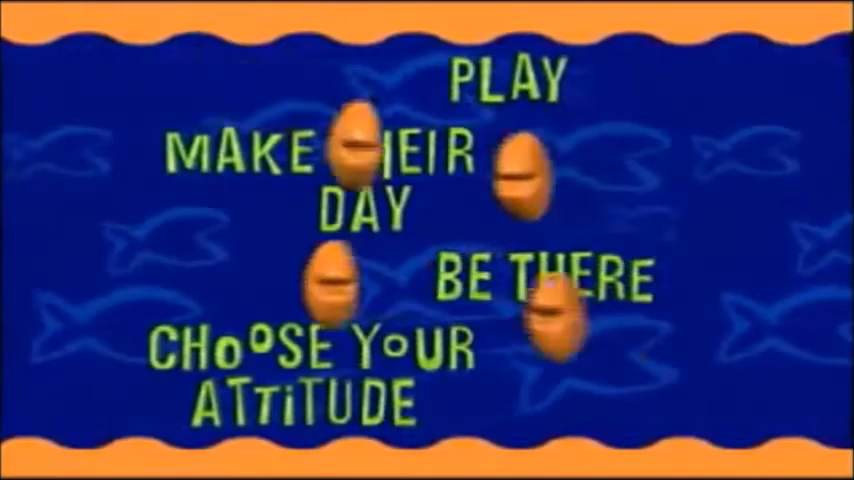 PLAY
MAKE THEIR
DAY
BE THERE
CHOOSE YOUR
ATTITUDE